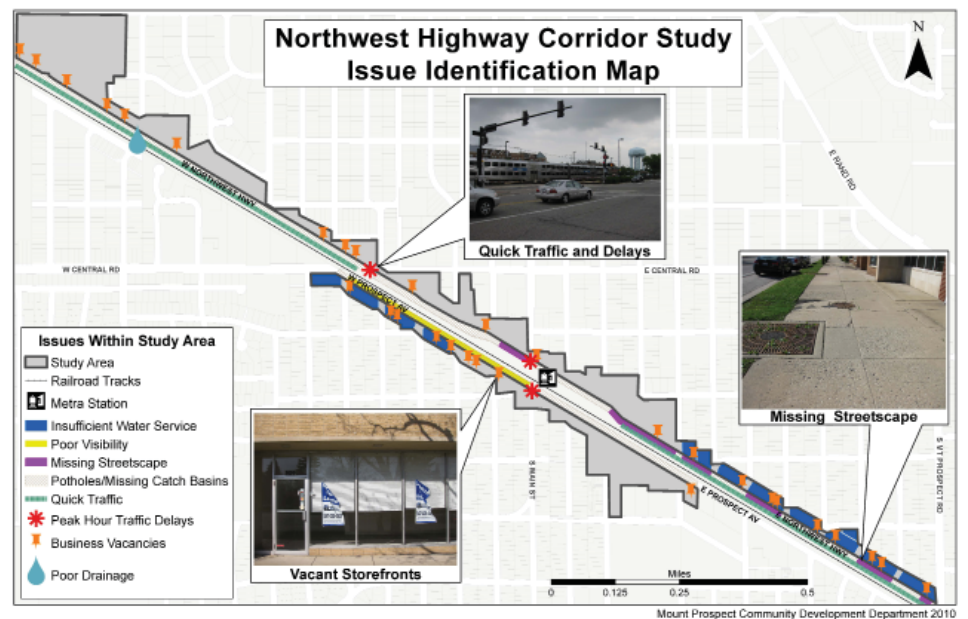 Northwest Highway Corridor Study
Issue Identification Map
N
E RAND RD
W NORTHWEST HWY
Quick Traffic and Delays
W CENTRAL RD
E CENTRAL RD
W PROSPECT AV
Issues Within Study Area
Study Area
Railroad Tracks
Metra Station
Insufficient Water Service
Poor Visibility
Missing Streetscape
Potholes/Missing Catch Basins
Quick Traffic
Peak Hour Traffic Delays
Business Vacancies
Poor Drainage
Missing Streetscape
S MAIN ST
E PROSPECT AV
E NORTHWEST HWY
PROSPECT RD
Vacant Storefronts
Miles
0 0.125 0.25 0.5
Mount Prospect Community Development Department 2010